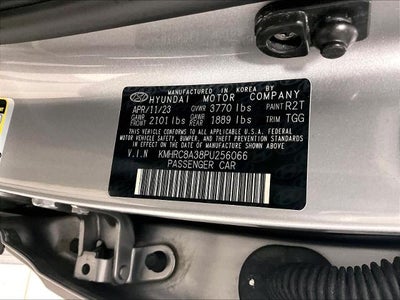 MANUFACTURED IN KOREA BY
HYUNDAI MOTOR COMPANY
APR/11/23 GVWR 3770 lbs PAINT R2T
GAWR FRONT 2101 lbs GAWR REAR 1889 lbs TRIM TGG
THIS VEHICLE CONFORMS TO ALL APPLICABLE U.S.A FEDERAL
MOTOR VEHICLE SAFETY, BUMPER, AND THEFT PREVENTION
STANDARDS IN EFFECT ON THE DATE OF MANUFACTURE SHOWN ABOVE.
V.I.N KMHRC8A38PU256066
PASSENGER CAR